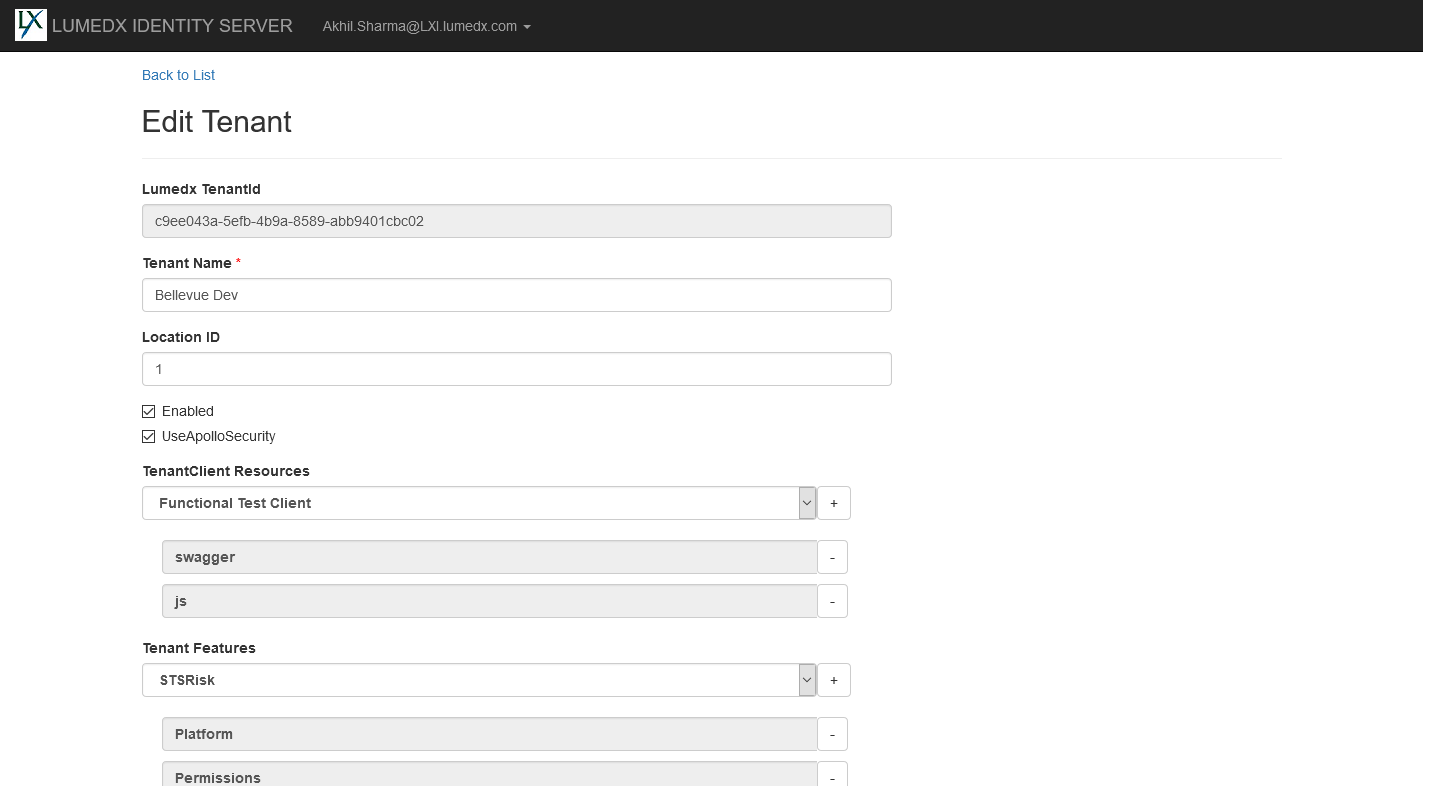 LX LUMEDX IDENTITY SERVER Akhil.Sharma@LXI.lumedx.com
Back to List
Edit Tenant
Lumedx TenantId
c9ee043a-5efb-4b9a-8589-abb9401cbc02
Tenant Name *
Bellevue Dev
Location ID
1
Enabled
UseApolloSecurity
TenantClient Resources
Functional Test Client +
swagger -
js -
Tenant Features
STSRisk +
Platform -
Permissions -